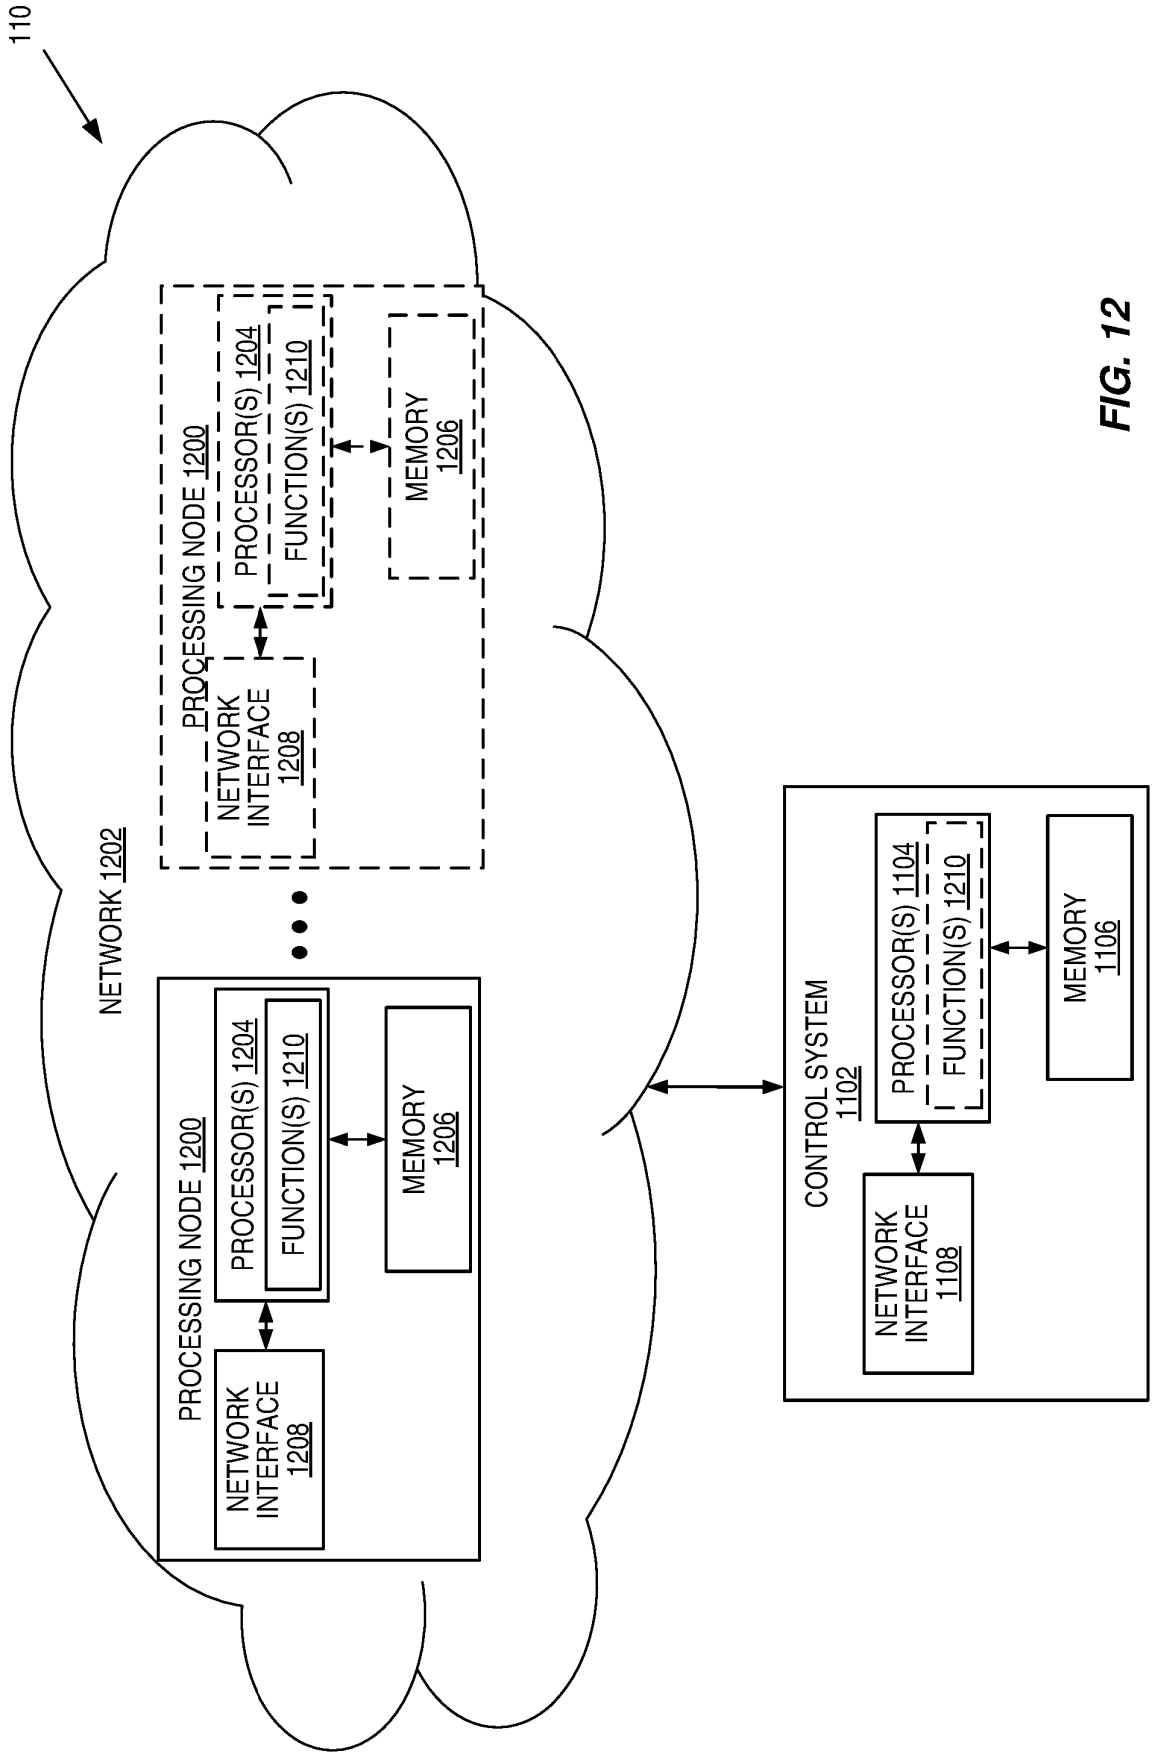 110
NETWORK 1202
PROCESSING NODE 1200
NETWORK
INTERFACE
1208
PROCESSOR(S) 1204
FUNCTION(S) 1210
MEMORY
1206
PROCESSING NODE 1200
NETWORK
INTERFACE
1208
PROCESSOR(S) 1204
FUNCTION(S) 1210
MEMORY
1206
CONTROL SYSTEM
1102
NETWORK
INTERFACE
1108
PROCESSOR(S) 1104
FUNCTION(S) 1210
MEMORY
1106
FIG. 12